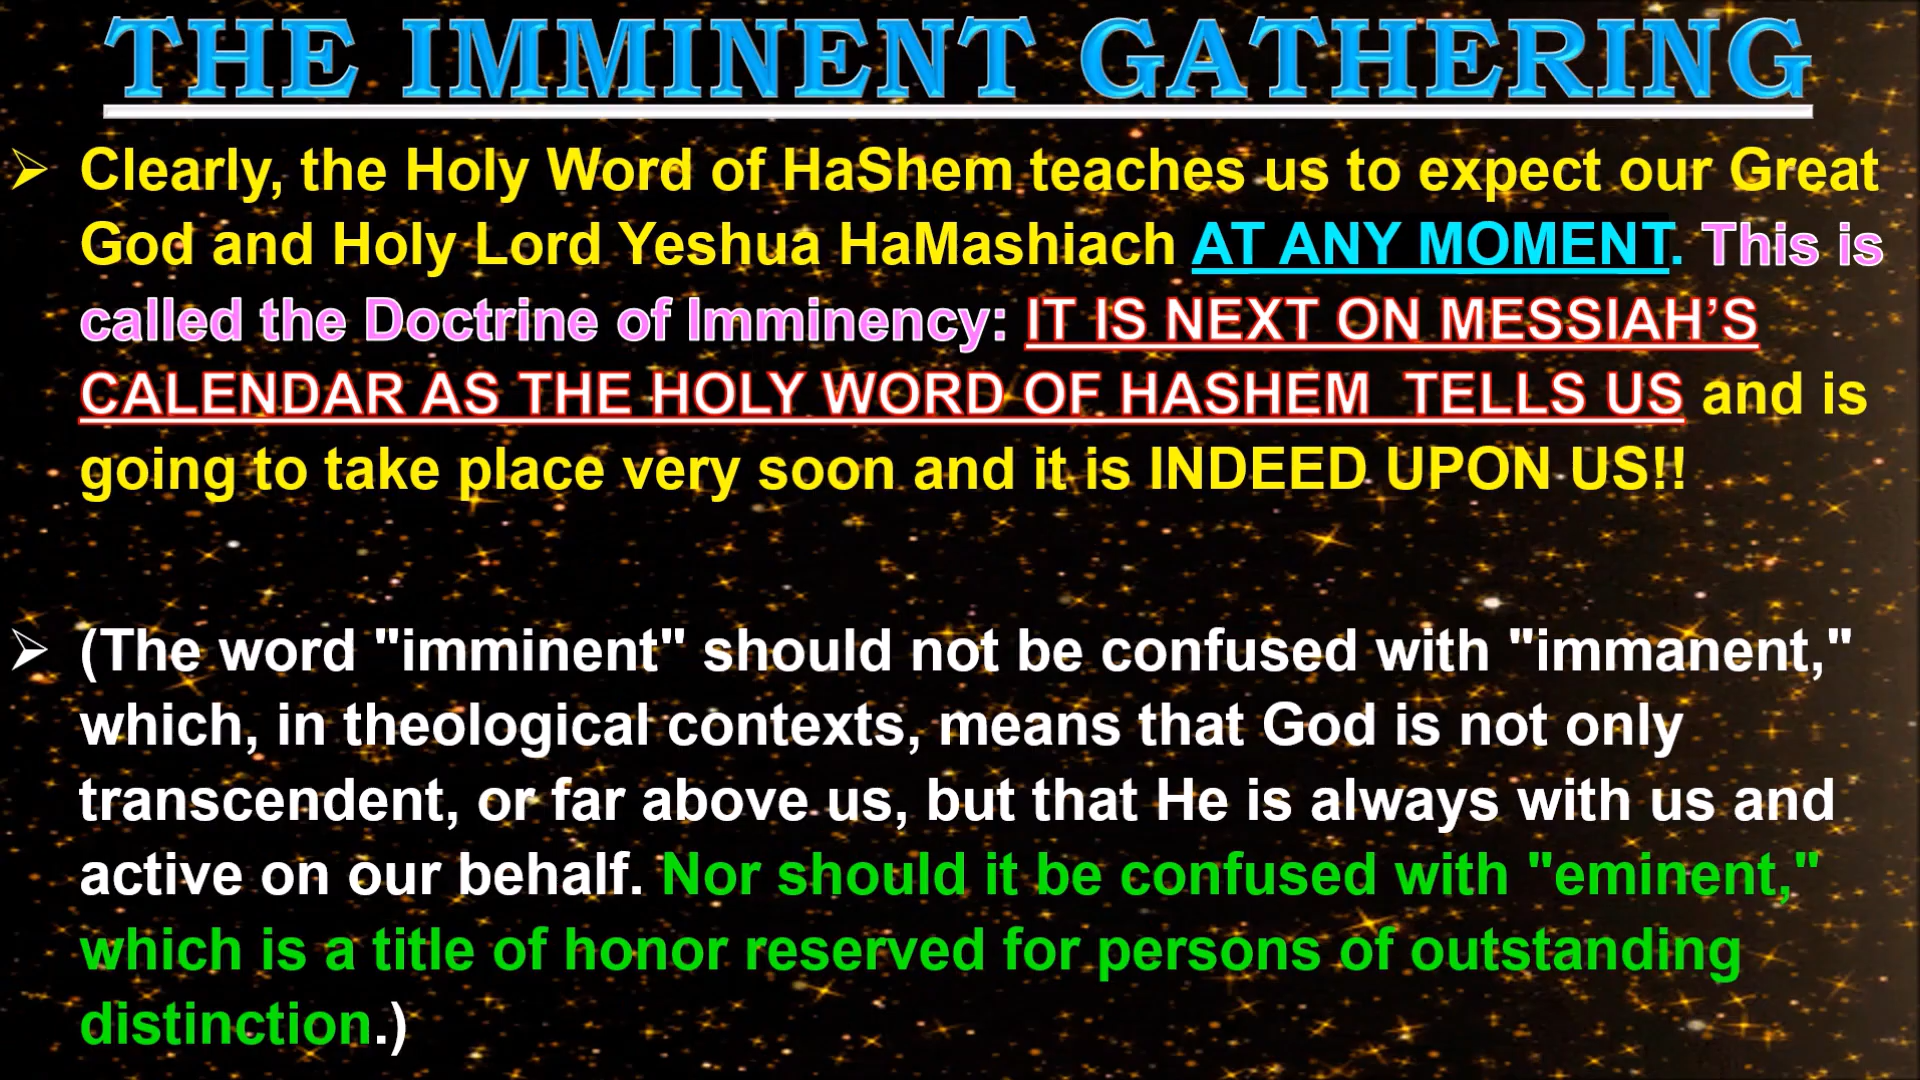 THE IMMINENT GATHERING
➢ Clearly, the Holy Word of HaShem teaches us to expect our Great
God and Holy Lord Yeshua HaMashiach AT ANY MOMENT. This is
called the Doctrine of Imminency: IT IS NEXT ON MESSIAH’S
CALENDAR AS THE HOLY WORD OF HASHEM TELLS US and is
going to take place very soon and it is INDEED UPON US!!
➢ (The word "imminent" should not be confused with "immanent,"
which, in theological contexts, means that God is not only
transcendent, or far above us, but that He is always with us and
active on our behalf. Nor should it be confused with "eminent,"
which is a title of honor reserved for persons of outstanding
distinction.)